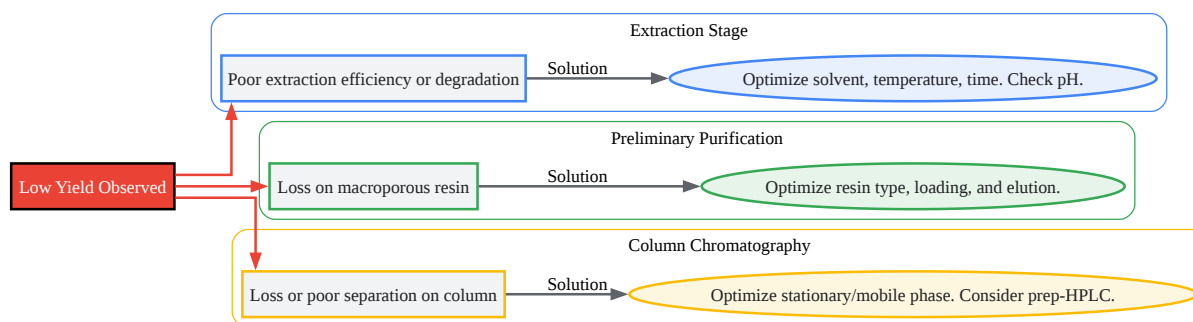 Extraction Stage
Poor extraction efficiency or degradation
Solution
Optimize solvent, temperature, time. Check pH.
Preliminary Purification
Low Yield Observed
Loss on macroporous resin
Solution
Optimize resin type, loading, and elution.
Column Chromatography
Loss or poor separation on column
Solution
Optimize stationary/mobile phase. Consider prep-HPLC.